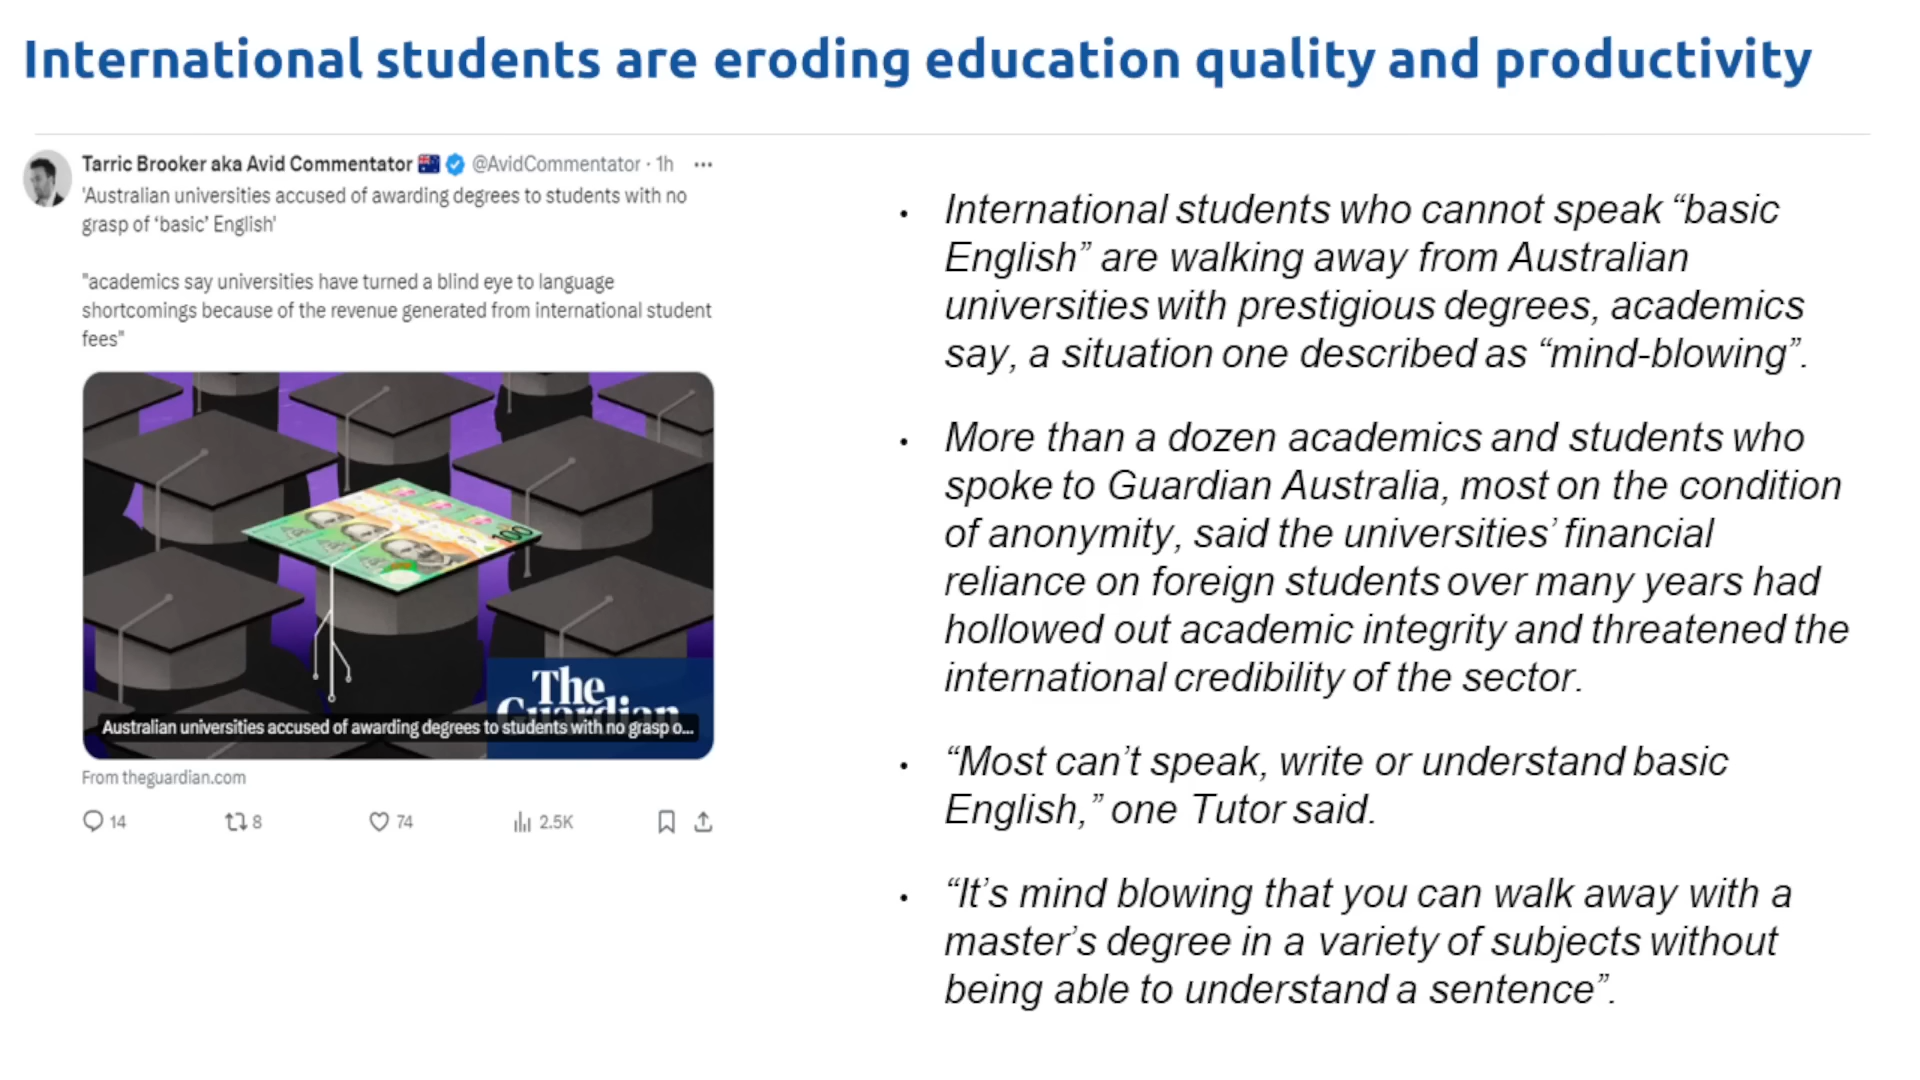 International students are eroding education quality and productivity
Tarric Brooker aka Avid Commentator @AvidCommentator · 1h ···
'Australian universities accused of awarding degrees to students with no
grasp of ‘basic’ English'
"academics say universities have turned a blind eye to language
shortcomings because of the revenue generated from international student
fees"
100
The
Guardian
Australian universities accused of awarding degrees to students with no grasp o...
From theguardian.com
14 8 74 2.5K
• International students who cannot speak “basic
English” are walking away from Australian
universities with prestigious degrees, academics
say, a situation one described as “mind-blowing”.
• More than a dozen academics and students who
spoke to Guardian Australia, most on the condition
of anonymity, said the universities’ financial
reliance on foreign students over many years had
hollowed out academic integrity and threatened the
international credibility of the sector.
• “Most can’t speak, write or understand basic
English,” one Tutor said.
• “It’s mind blowing that you can walk away with a
master’s degree in a variety of subjects without
being able to understand a sentence”.